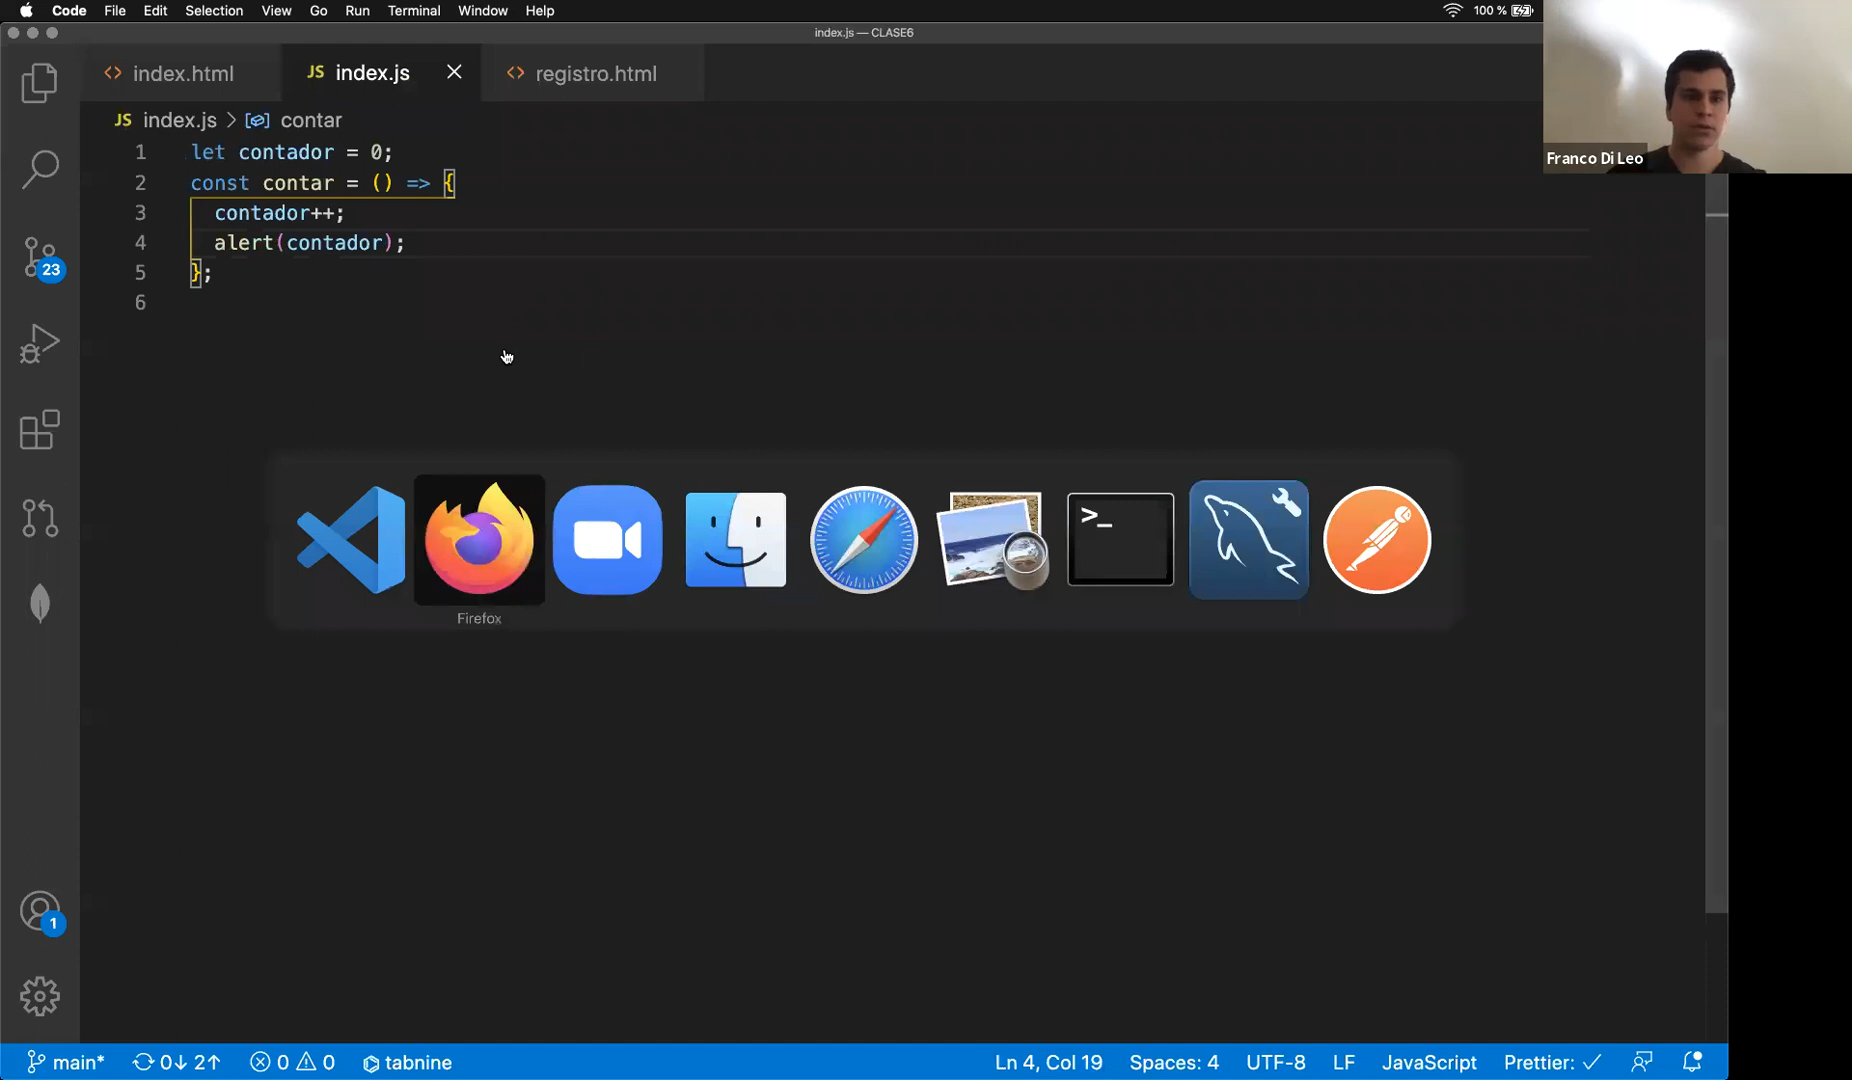 Code File Edit Selection View Go Run Terminal Window Help 100 %
index.js — CLASE6
index.html JS index.js registro.html
JS index.js > contar
Franco Di Leo
1 let contador = 0;
2 const contar = () => {
3 contador++;
4 alert(contador);
5 };
6
23
>_
Firefox
1
main* 0↓ 2↑ 0 0 tabnine Ln 4, Col 19 Spaces: 4 UTF-8 LF JavaScript Prettier: ✓